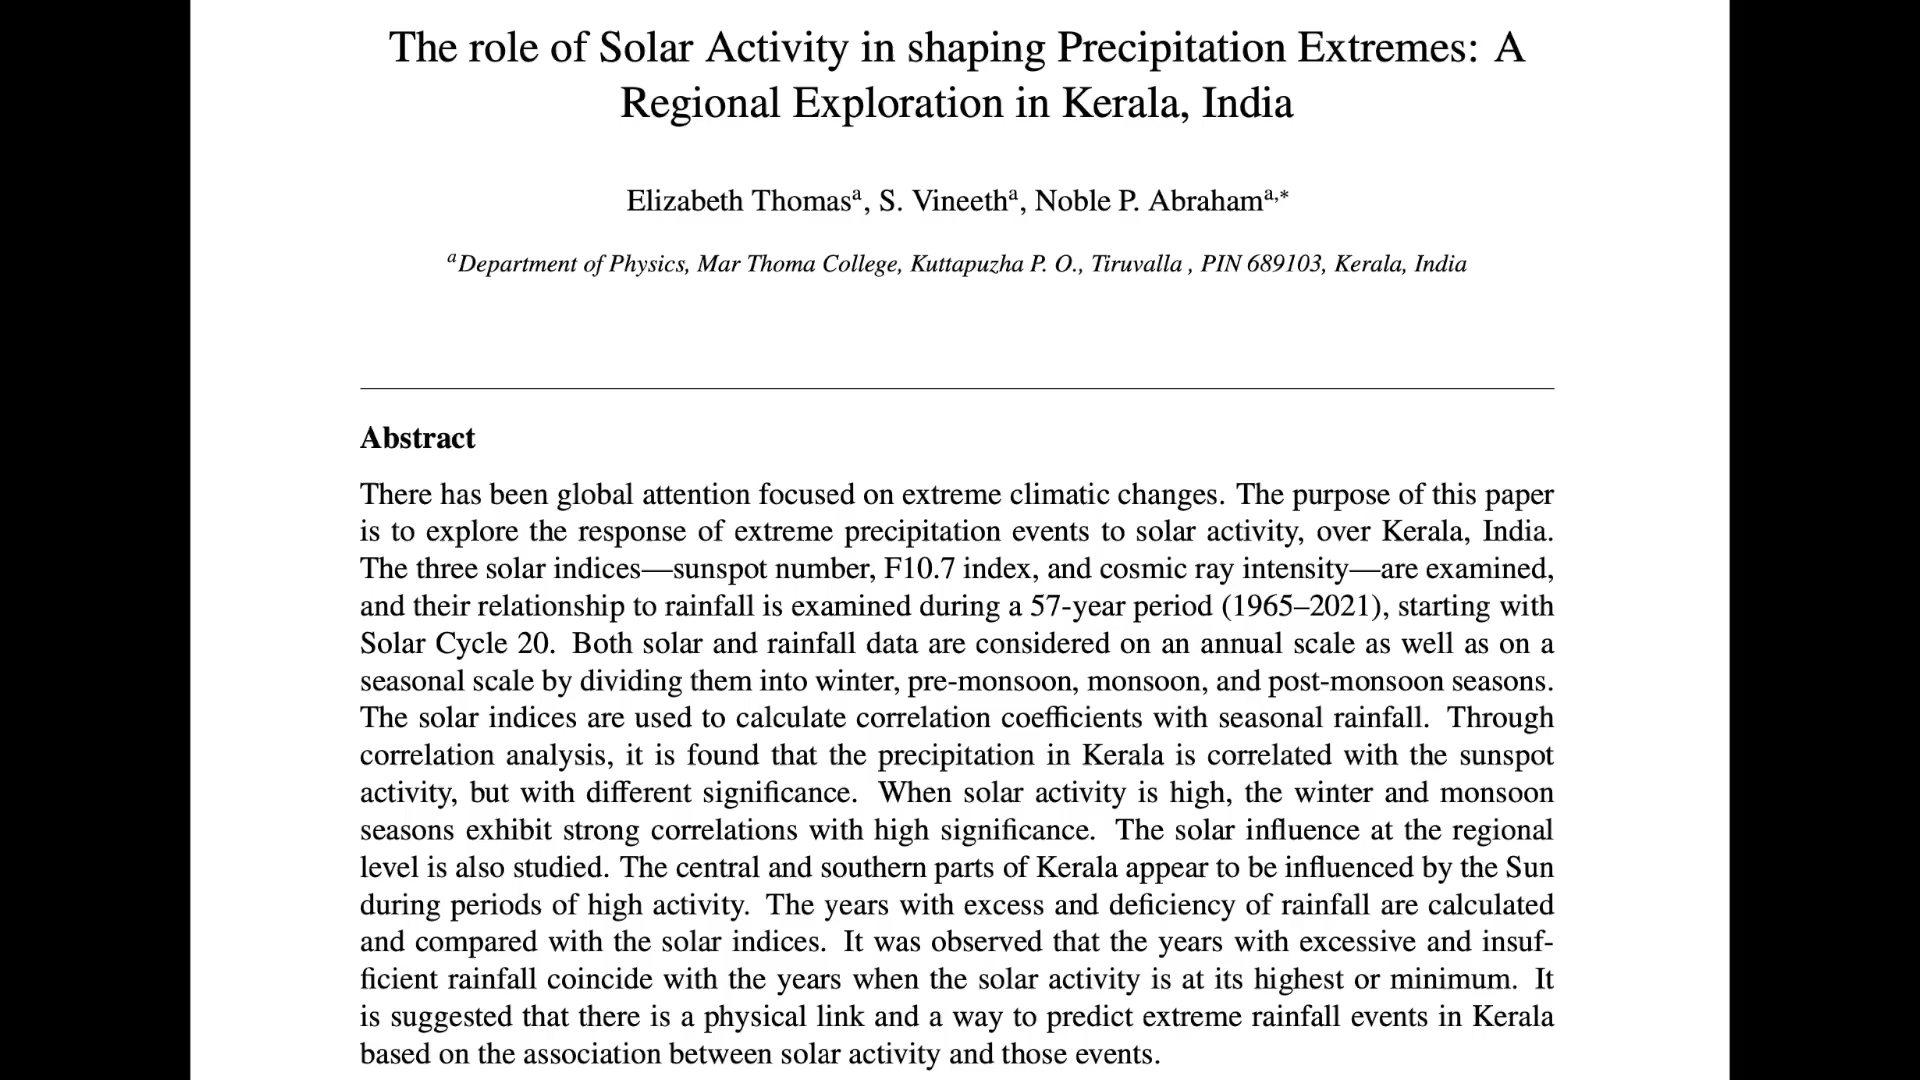 The role of Solar Activity in shaping Precipitation Extremes: A
Regional Exploration in Kerala, India
Elizabeth Thomasᵃ, S. Vineethᵃ, Noble P. Abrahamᵃ,*
ᵃDepartment of Physics, Mar Thoma College, Kuttapuzha P. O., Tiruvalla , PIN 689103, Kerala, India
Abstract
There has been global attention focused on extreme climatic changes. The purpose of this paper
is to explore the response of extreme precipitation events to solar activity, over Kerala, India.
The three solar indices—sunspot number, F10.7 index, and cosmic ray intensity—are examined,
and their relationship to rainfall is examined during a 57-year period (1965–2021), starting with
Solar Cycle 20. Both solar and rainfall data are considered on an annual scale as well as on a
seasonal scale by dividing them into winter, pre-monsoon, monsoon, and post-monsoon seasons.
The solar indices are used to calculate correlation coefficients with seasonal rainfall. Through
correlation analysis, it is found that the precipitation in Kerala is correlated with the sunspot
activity, but with different significance. When solar activity is high, the winter and monsoon
seasons exhibit strong correlations with high significance. The solar influence at the regional
level is also studied. The central and southern parts of Kerala appear to be influenced by the Sun
during periods of high activity. The years with excess and deficiency of rainfall are calculated
and compared with the solar indices. It was observed that the years with excessive and insuf-
ficient rainfall coincide with the years when the solar activity is at its highest or minimum. It
is suggested that there is a physical link and a way to predict extreme rainfall events in Kerala
based on the association between solar activity and those events.